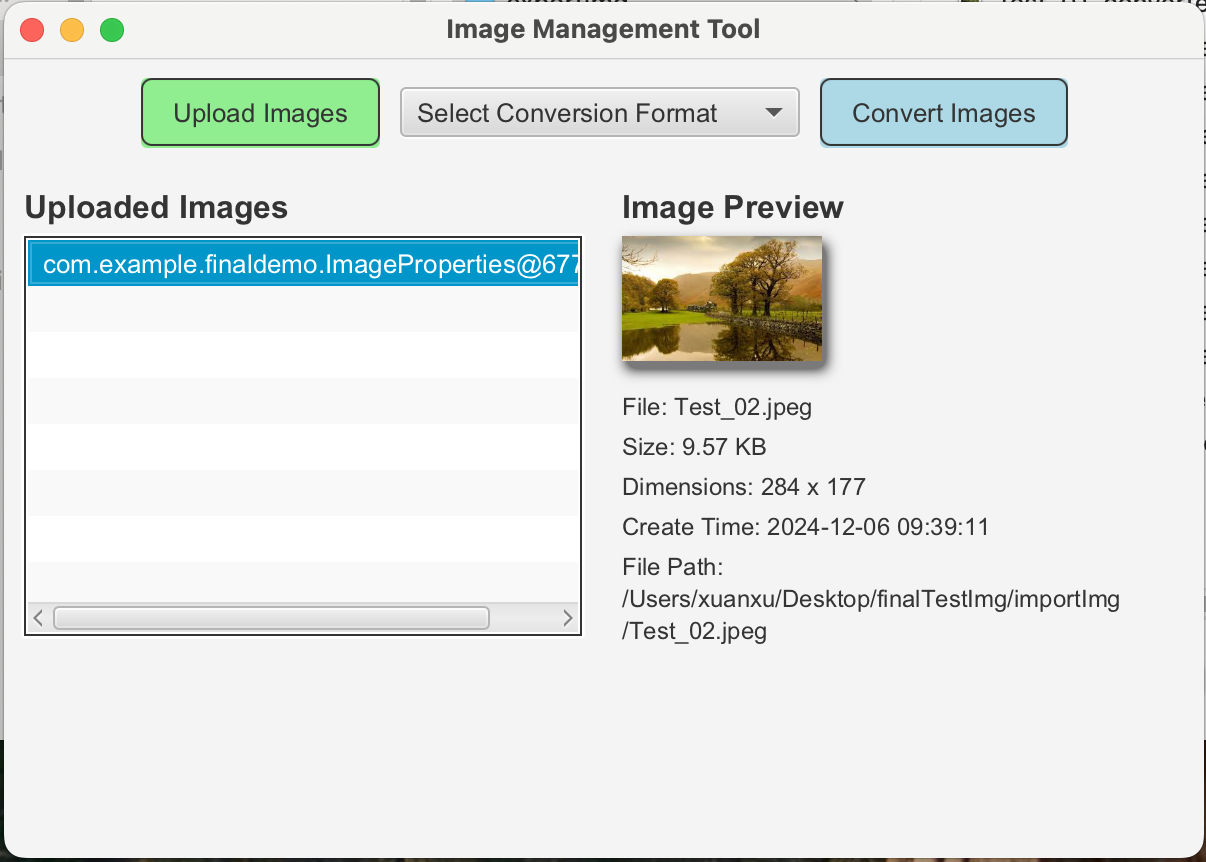 Image Management Tool
Upload Images
Select Conversion Format
Convert Images
Uploaded Images
com.example.finaldemo.ImageProperties@677
Image Preview
File: Test_02.jpeg
Size: 9.57 KB
Dimensions: 284 x 177
Create Time: 2024-12-06 09:39:11
File Path:
/Users/xuanxu/Desktop/finalTestImg/importImg
/Test_02.jpeg